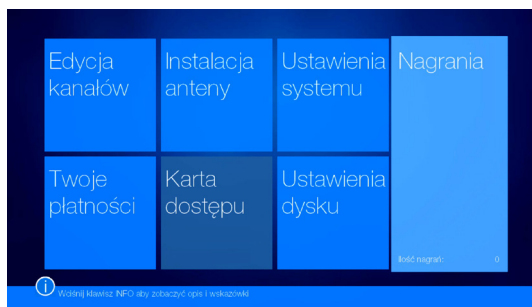 Edycja
kanałów
Instalacja
anteny
Ustawienia
systemu
Nagrania
Twoje
płatności
Karta
dostępu
Ustawienia
dysku
Ilość nagrań: 0
Wciśnij klawisz INFO aby zobaczyć opis i wskazówki